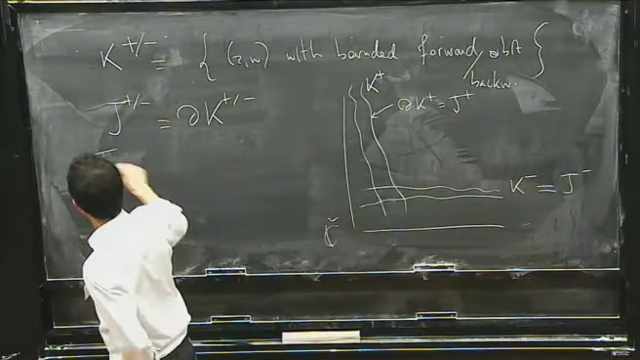 K^{+/-} = { (z,w) with bounded forward/backw. orbit }
J^{+/-} = ∂K^{+/-}
K^+
∂K^+ = J^+
K^- = J^-